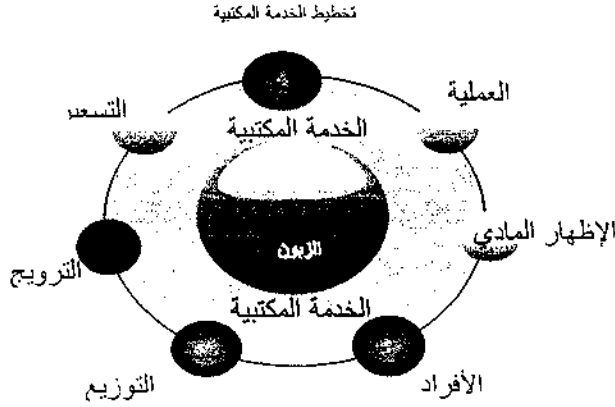 تخطيط الخدمة المكتبية
العملية
التسعير
الخدمة المكتبية
الإظهار المادي
الزبون
الترويج
الخدمة المكتبية
الأفراد
التوزيع